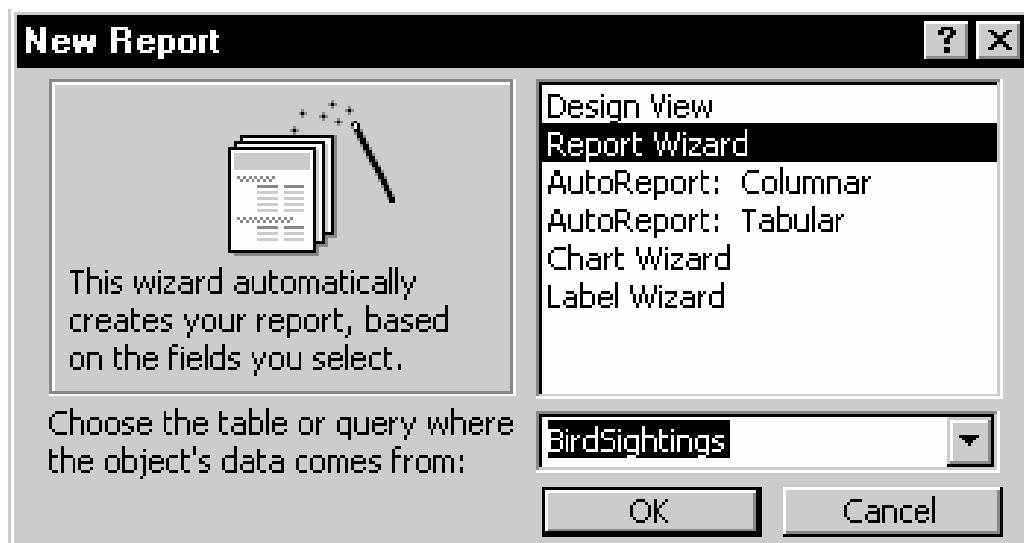 New Report
?
This wizard automatically
creates your report, based
on the fields you select.
Design View
Report Wizard
AutoReport: Columnar
AutoReport: Tabular
Chart Wizard
Label Wizard
Choose the table or query where
the object's data comes from:
BirdSightings
OK
Cancel